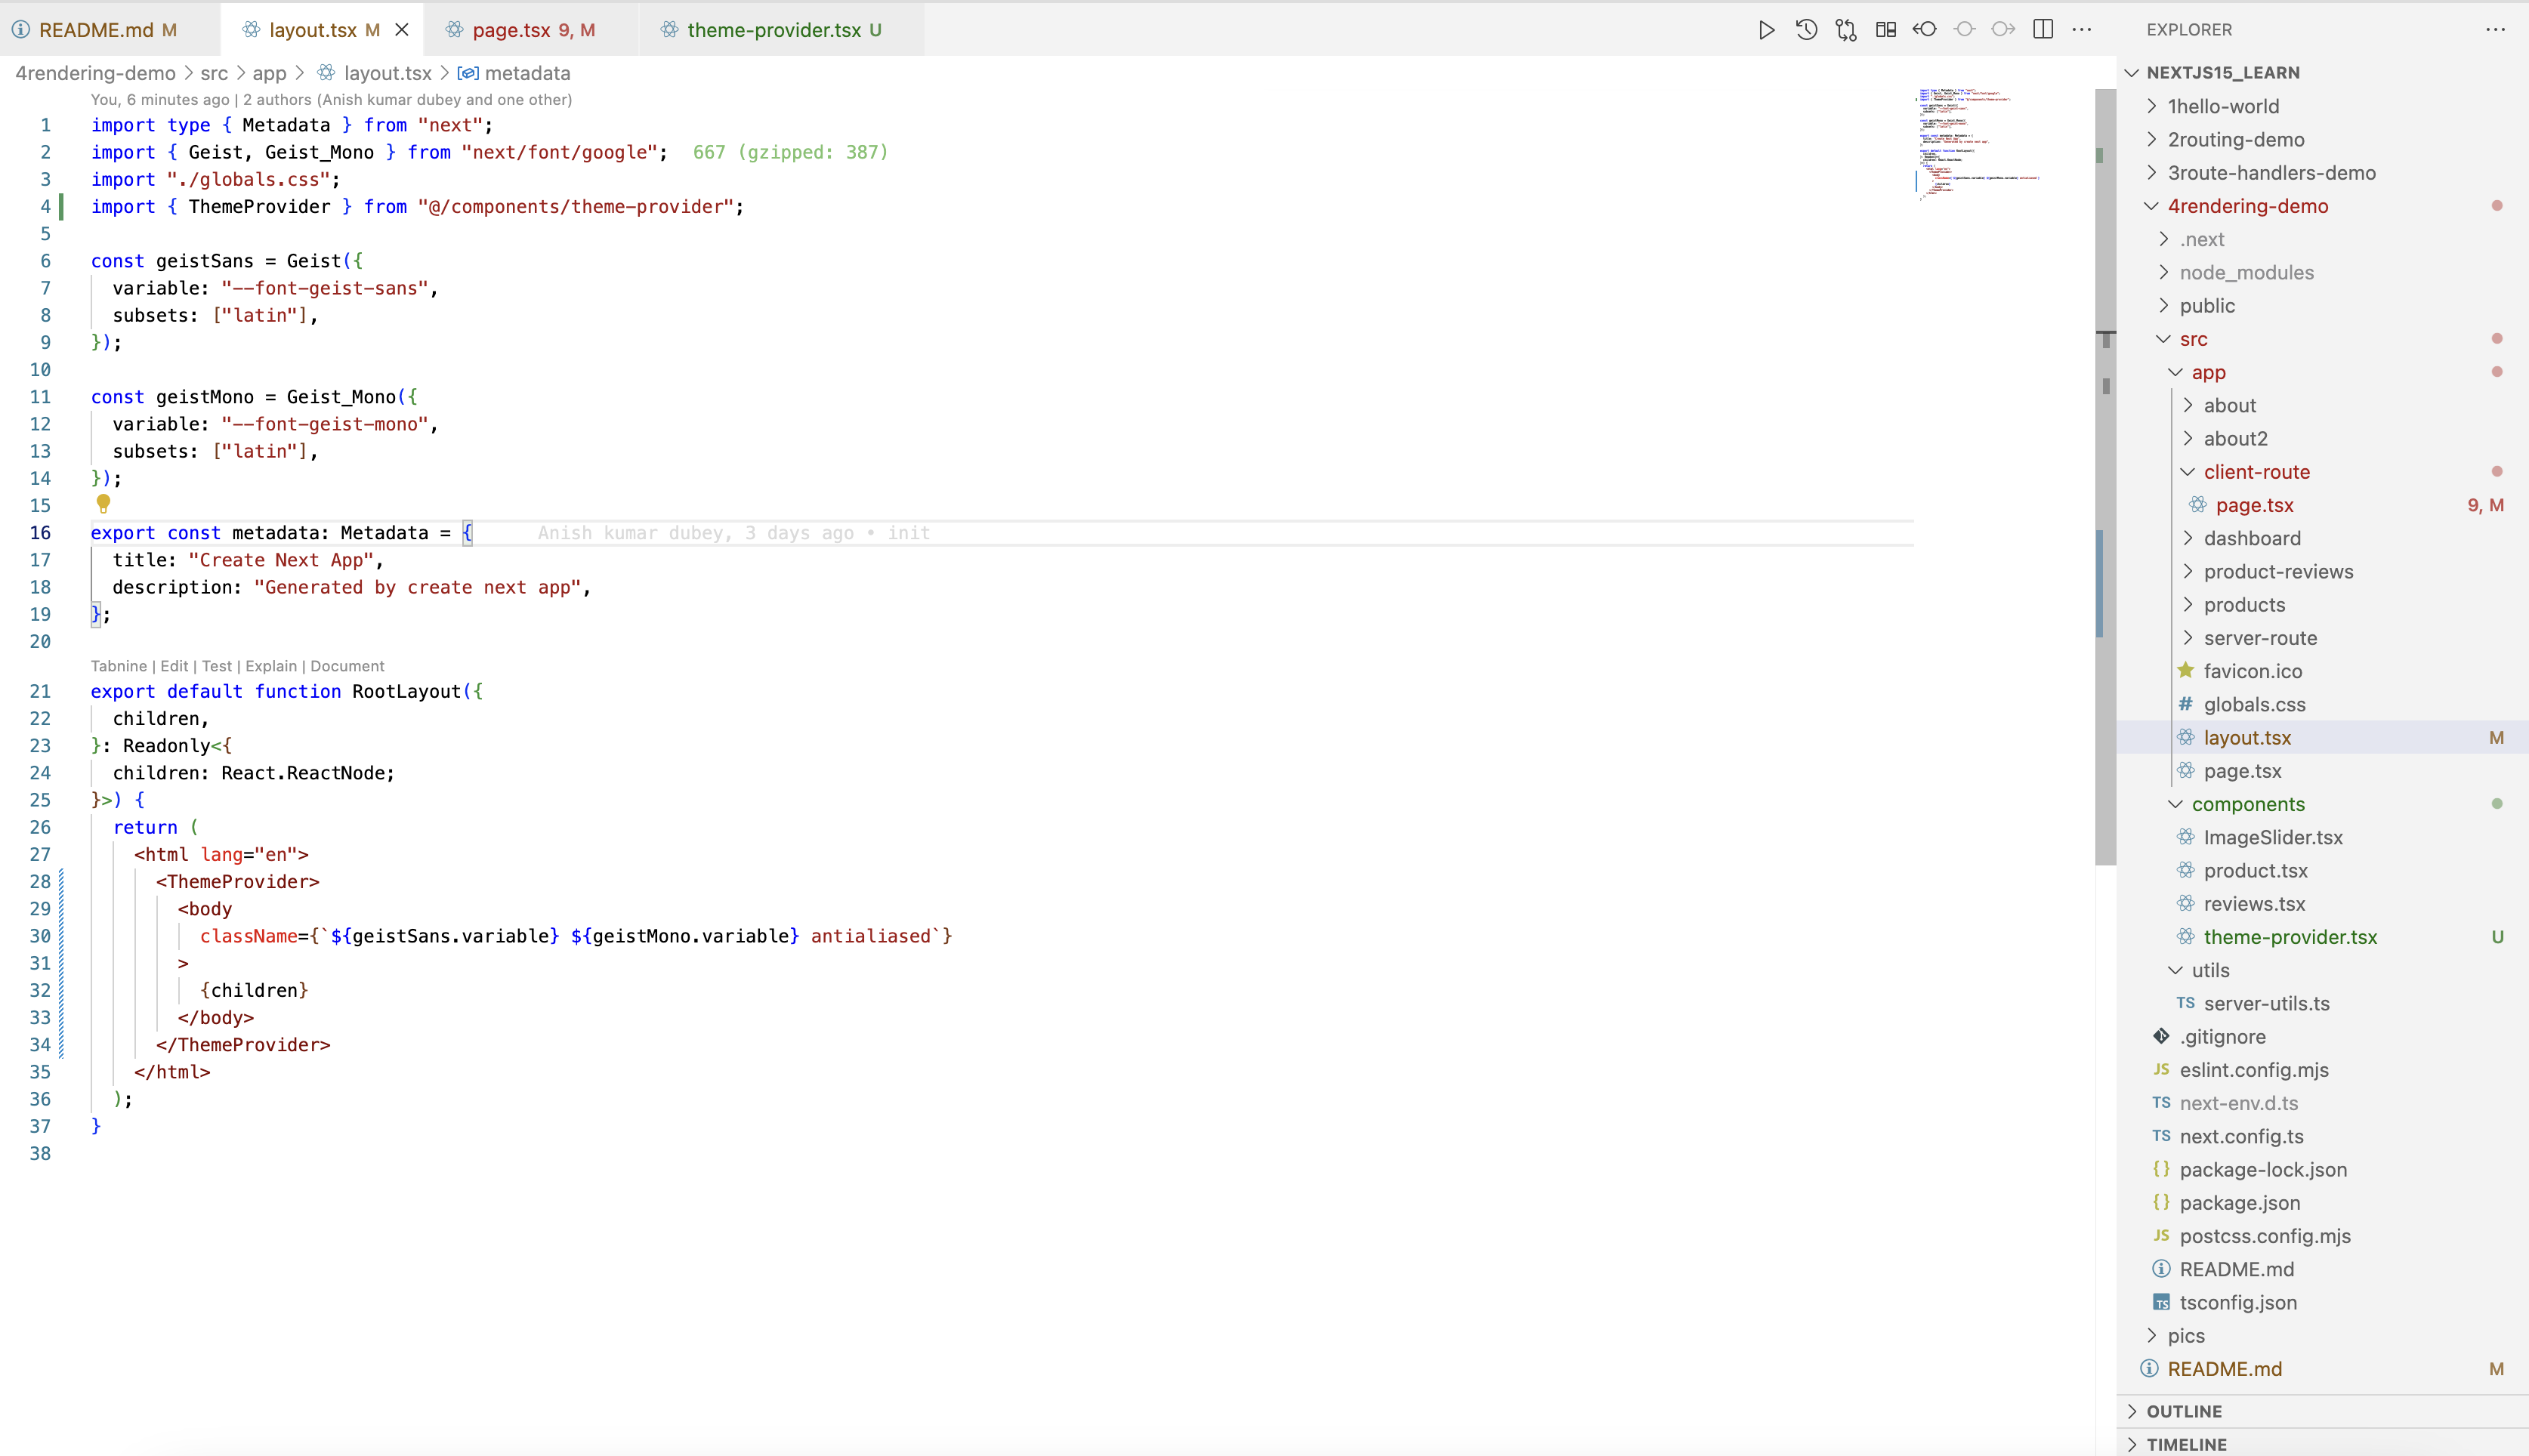 README.md M
layout.tsx M
page.tsx 9, M
theme-provider.tsx U
4rendering-demo > src > app > layout.tsx > metadata
You, 6 minutes ago | 2 authors (Anish kumar dubey and one other)
1 import type { Metadata } from "next";
2 import { Geist, Geist_Mono } from "next/font/google"; 667 (gzipped: 387)
3 import "./globals.css";
4 import { ThemeProvider } from "@/components/theme-provider";
5
6 const geistSans = Geist({
7 variable: "--font-geist-sans",
8 subsets: ["latin"],
9 });
10
11 const geistMono = Geist_Mono({
12 variable: "--font-geist-mono",
13 subsets: ["latin"],
14 });
15
16 export const metadata: Metadata = { Anish kumar dubey, 3 days ago • init
17 title: "Create Next App",
18 description: "Generated by create next app",
19 };
20
Tabnine | Edit | Test | Explain | Document
21 export default function RootLayout({
22 children,
23 }: Readonly<{
24 children: React.ReactNode;
25 }>) {
26 return (
27 <html lang="en">
28 <ThemeProvider>
29 <body
30 className={`${geistSans.variable} ${geistMono.variable} antialiased`}
31 >
32 {children}
33 </body>
34 </ThemeProvider>
35 </html>
36 );
37 }
38
EXPLORER
NEXTJS15_LEARN
1hello-world
2routing-demo
3route-handlers-demo
4rendering-demo
.next
node_modules
public
src
app
about
about2
client-route
page.tsx 9, M
dashboard
product-reviews
products
server-route
favicon.ico
# globals.css
layout.tsx M
page.tsx
components
ImageSlider.tsx
product.tsx
reviews.tsx
theme-provider.tsx U
utils
TS server-utils.ts
.gitignore
JS eslint.config.mjs
TS next-env.d.ts
TS next.config.ts
{} package-lock.json
{} package.json
JS postcss.config.mjs
README.md
TS tsconfig.json
pics
README.md M
OUTLINE
TIMELINE